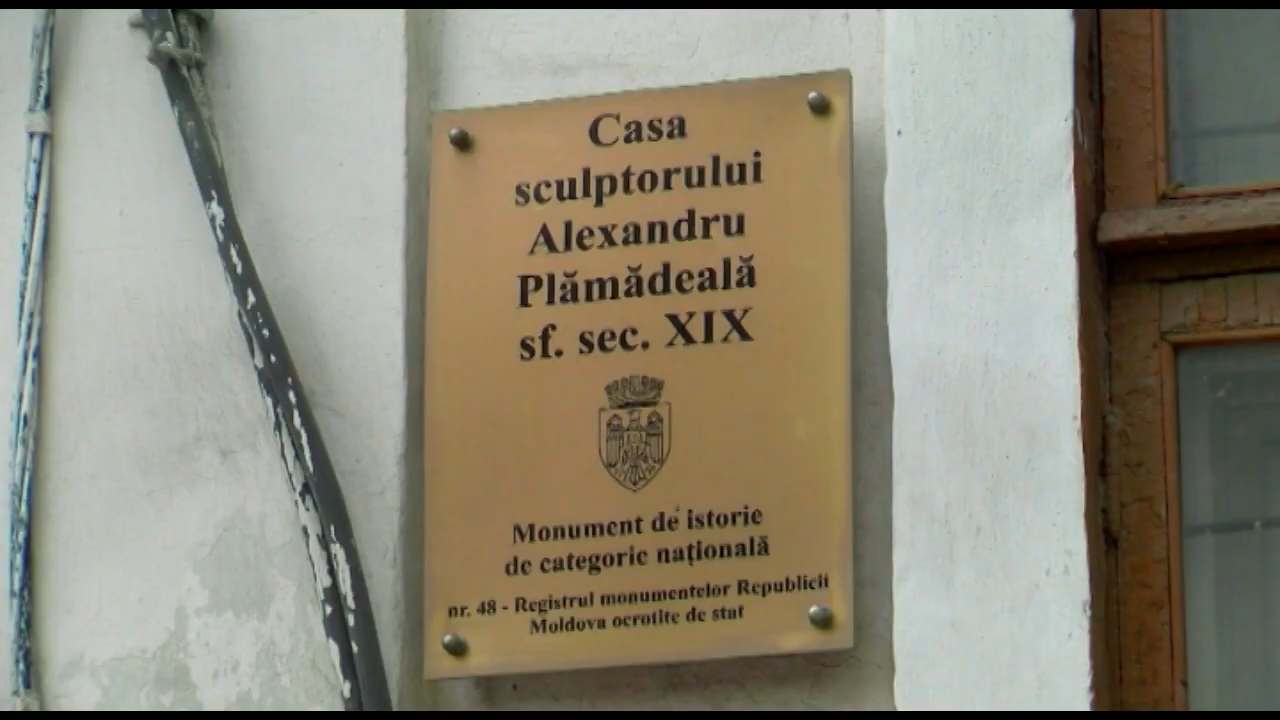 Casa
sculptorului
Alexandru
Plămădeală
sf. sec. XIX
Monument de istorie
de categorie națională
nr. 48 - Registrul monumentelor Republicii
Moldova ocrotite de stat